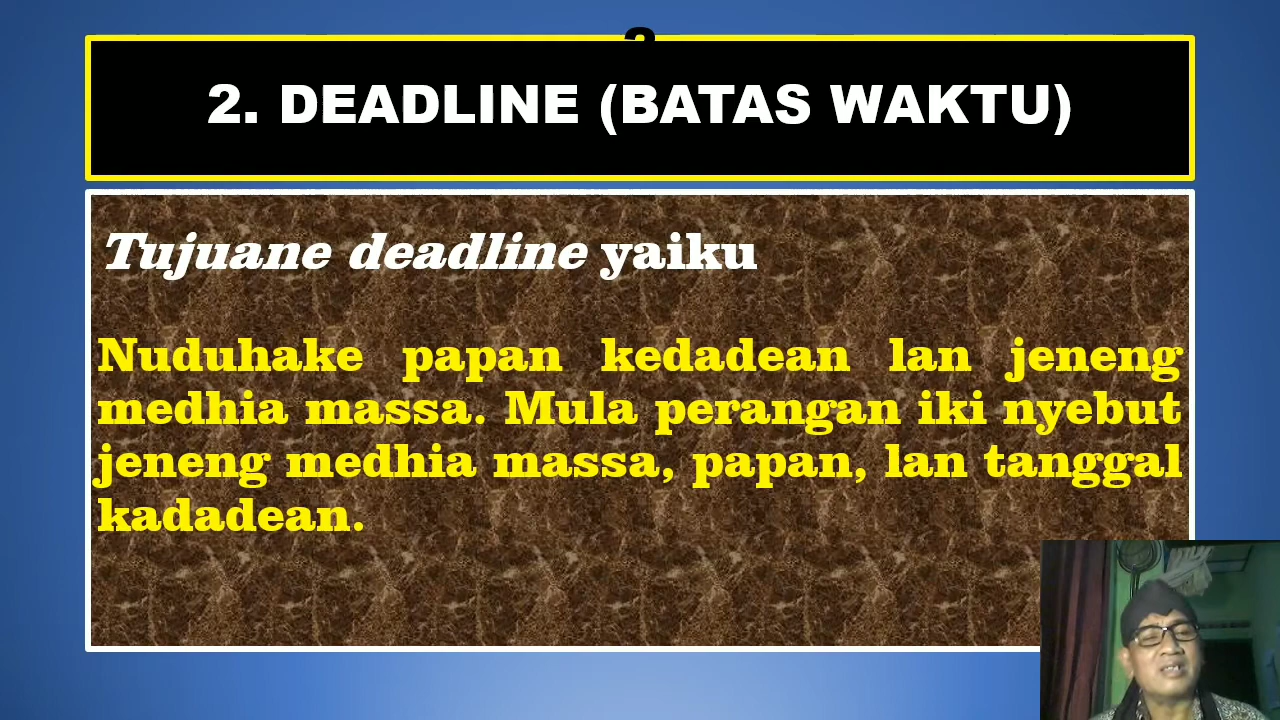 2. DEADLINE (BATAS WAKTU)
Tujuane deadline yaiku
Nuduhake papan kedadean lan jeneng
medhia massa. Mula perangan iki nyebut
jeneng medhia massa, papan, lan tanggal
kadadean.